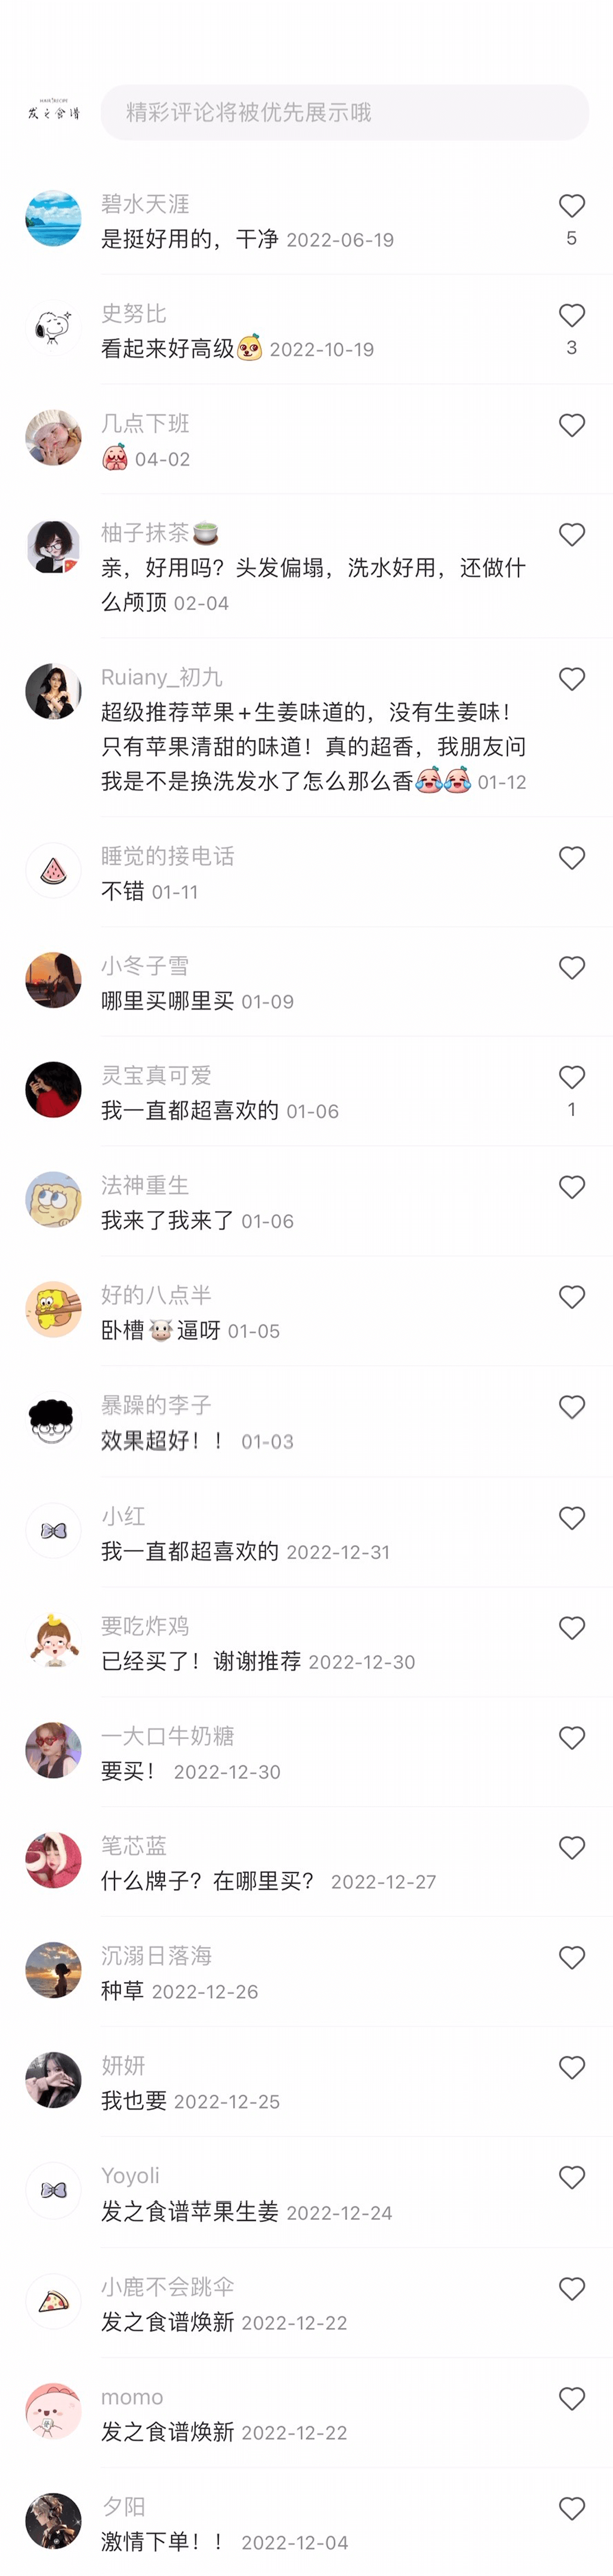 HAIR RECIPE
发之食谱
精彩评论将被优先展示哦
碧水天涯
是挺好用的，干净 2022-06-19
5
史努比
看起来好高级 2022-10-19
3
几点下班
04-02
柚子抹茶🍵
亲，好用吗？头发偏塌，洗水好用，还做什
么颅顶 02-04
Ruiany_初九
超级推荐苹果+生姜味道的，没有生姜味！
只有苹果清甜的味道！真的超香，我朋友问
我是不是换洗发水了怎么那么香 01-12
睡觉的接电话
不错 01-11
小冬子雪
哪里买哪里买 01-09
灵宝真可爱
我一直都超喜欢的 01-06
1
法神重生
我来了我来了 01-06
好的八点半
卧槽🐮逼呀 01-05
暴躁的李子
效果超好！！ 01-03
小红
我一直都超喜欢的 2022-12-31
要吃炸鸡
已经买了！谢谢推荐 2022-12-30
一大口牛奶糖
要买！ 2022-12-30
笔芯蓝
什么牌子？在哪里买？ 2022-12-27
沉溺日落海
种草 2022-12-26
妍妍
我也要 2022-12-25
Yoyoli
发之食谱苹果生姜 2022-12-24
小鹿不会跳伞
发之食谱焕新 2022-12-22
momo
发之食谱焕新 2022-12-22
夕阳
激情下单！！ 2022-12-04